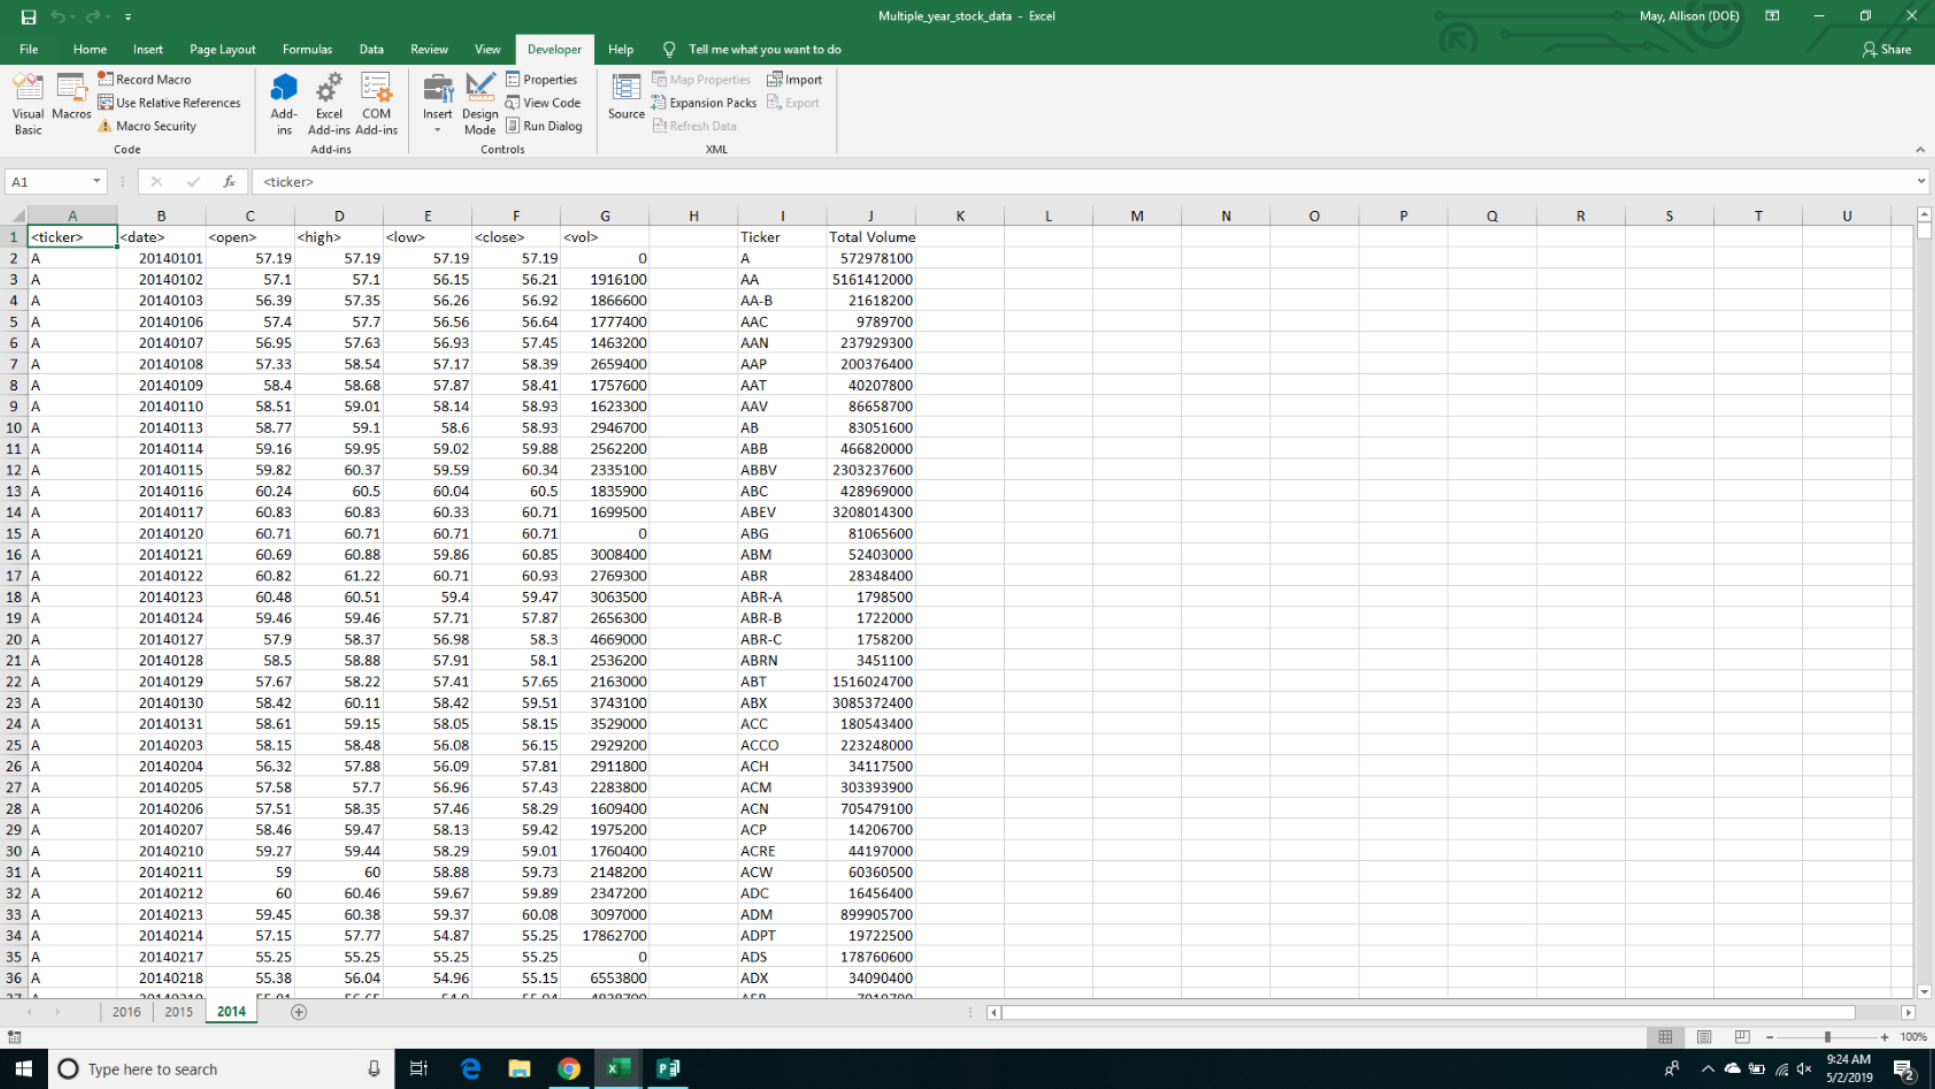 Multiple_year_stock_data - Excel
May, Allison (DOE)
File Home Insert Page Layout Formulas Data Review View Developer Help Tell me what you want to do Share
Visual Basic
Macros
Record Macro
Use Relative References
Macro Security
Code
Add-ins
Excel Add-ins
COM Add-ins
Add-ins
Insert
Design Mode
Properties
View Code
Run Dialog
Controls
Source
Map Properties
Expansion Packs
Refresh Data
Import
Export
XML
A1 fx <ticker>
A B C D E F G H I J K L M N O P Q R S T U
1 <ticker> <date> <open> <high> <low> <close> <vol> Ticker Total Volume
2 A 20140101 57.19 57.19 57.19 57.19 0 A 572978100
3 A 20140102 57.1 57.1 56.15 56.21 1916100 AA 5161412000
4 A 20140103 56.39 57.35 56.26 56.92 1866600 AA-B 21618200
5 A 20140106 57.4 57.7 56.56 56.64 1777400 AAC 9789700
6 A 20140107 56.95 57.63 56.93 57.45 1463200 AAN 237929300
7 A 20140108 57.33 58.54 57.17 58.39 2659400 AAP 200376400
8 A 20140109 58.4 58.68 57.87 58.41 1757600 AAT 40207800
9 A 20140110 58.51 59.01 58.14 58.93 1623300 AAV 86658700
10 A 20140113 58.77 59.1 58.6 58.93 2946700 AB 83051600
11 A 20140114 59.16 59.95 59.02 59.88 2562200 ABB 466820000
12 A 20140115 59.82 60.37 59.59 60.34 2335100 ABBV 2303237600
13 A 20140116 60.24 60.5 60.04 60.5 1835900 ABC 428969000
14 A 20140117 60.83 60.83 60.33 60.71 1699500 ABEV 3208014300
15 A 20140120 60.71 60.71 60.71 60.71 0 ABG 81065600
16 A 20140121 60.69 60.88 59.86 60.85 3008400 ABM 52403000
17 A 20140122 60.82 61.22 60.71 60.93 2769300 ABR 28348400
18 A 20140123 60.48 60.51 59.4 59.47 3063500 ABR-A 1798500
19 A 20140124 59.46 59.46 57.71 57.87 2656300 ABR-B 1722000
20 A 20140127 57.9 58.37 56.98 58.3 4669000 ABR-C 1758200
21 A 20140128 58.5 58.88 57.91 58.1 2536200 ABRN 3451100
22 A 20140129 57.67 58.22 57.41 57.65 2163000 ABT 1516024700
23 A 20140130 58.42 60.11 58.42 59.51 3743100 ABX 3085372400
24 A 20140131 58.61 59.15 58.05 58.15 3529000 ACC 180543400
25 A 20140203 58.15 58.48 56.08 56.15 2929200 ACCO 223248000
26 A 20140204 56.32 57.88 56.09 57.81 2911800 ACH 34117500
27 A 20140205 57.58 57.7 56.96 57.43 2283800 ACM 303393900
28 A 20140206 57.51 58.35 57.46 58.29 1609400 ACN 705479100
29 A 20140207 58.46 59.47 58.13 59.42 1975200 ACP 14206700
30 A 20140210 59.27 59.44 58.29 59.01 1760400 ACRE 44197000
31 A 20140211 59 60 58.88 59.73 2148200 ACW 60360500
32 A 20140212 60 60.46 59.67 59.89 2347200 ADC 16456400
33 A 20140213 59.45 60.38 59.37 60.08 3097000 ADM 899905700
34 A 20140214 57.15 57.77 54.87 55.25 17862700 ADPT 19722500
35 A 20140217 55.25 55.25 55.25 55.25 0 ADS 178760600
36 A 20140218 55.38 56.04 54.96 55.15 6553800 ADX 34090400
2016 2015 2014
100%
Type here to search
9:24 AM
5/2/2019
2